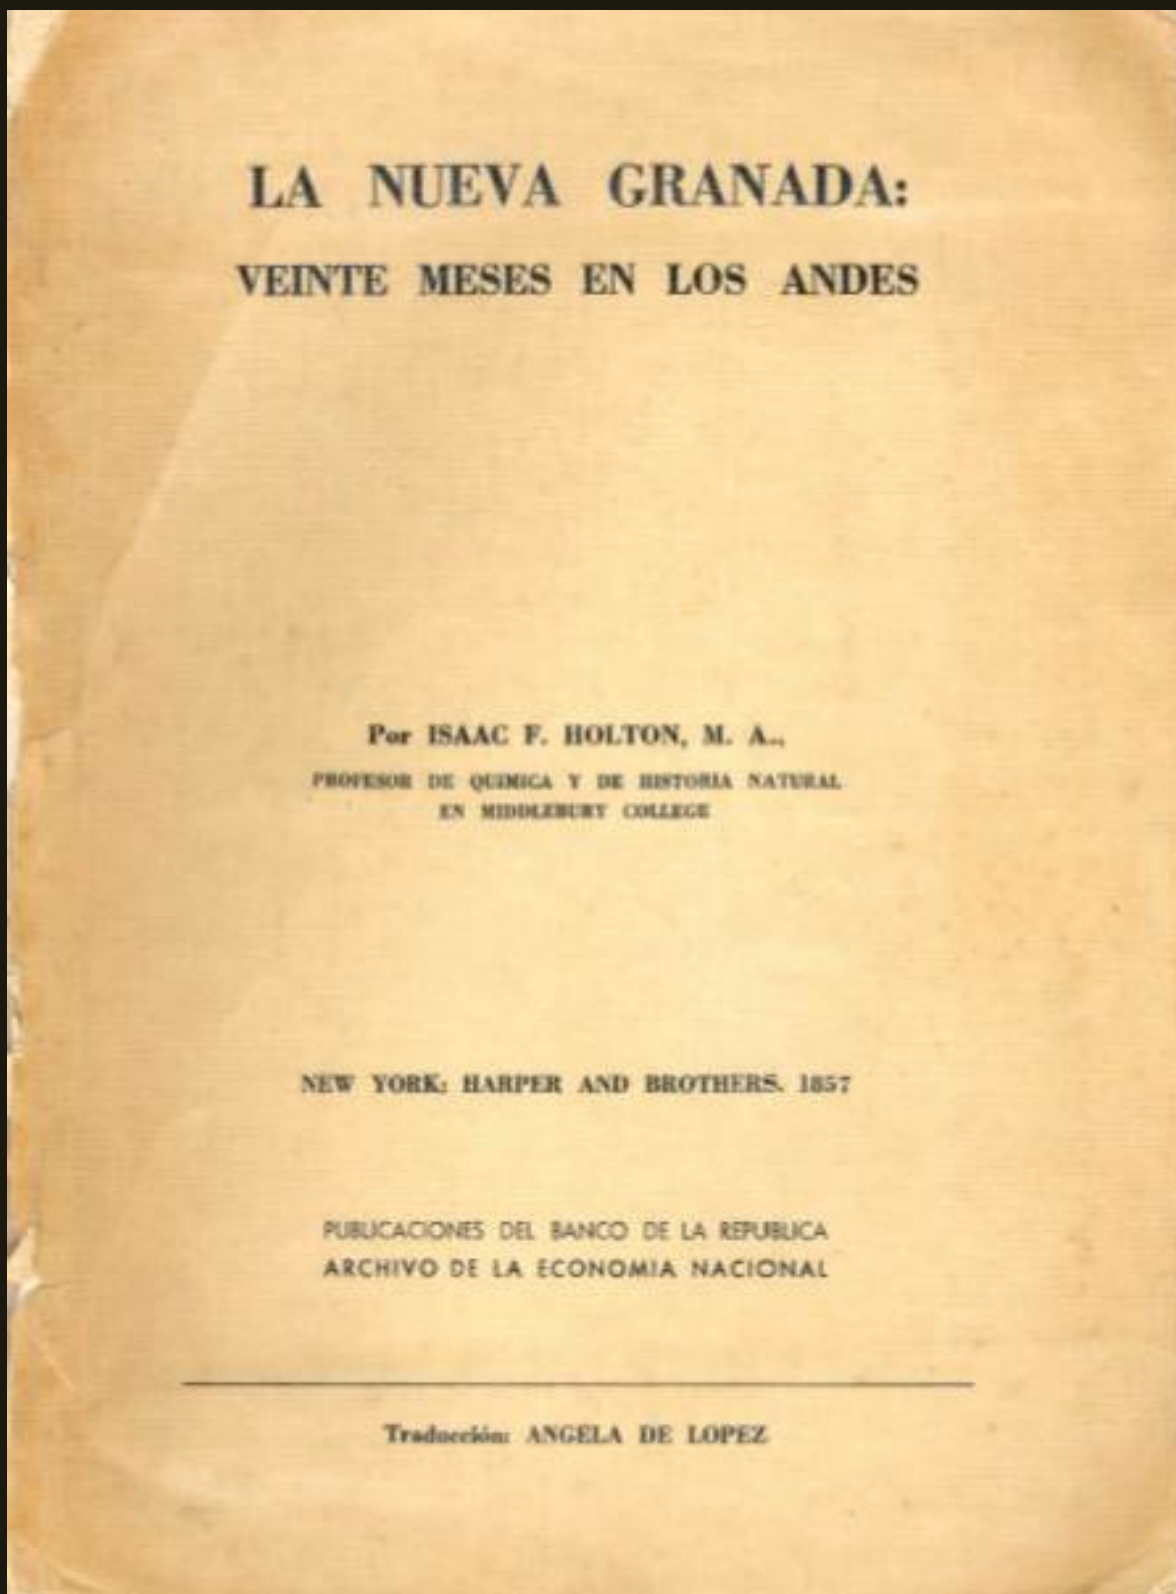 LA NUEVA GRANADA:
VEINTE MESES EN LOS ANDES
Por ISAAC F. HOLTON, M. A.,
PROFESOR DE QUIMICA Y DE HISTORIA NATURAL
EN MIDDLEBURY COLLEGE
NEW YORK: HARPER AND BROTHERS. 1857
PUBLICACIONES DEL BANCO DE LA REPUBLICA
ARCHIVO DE LA ECONOMIA NACIONAL
Traducción: ANGELA DE LOPEZ